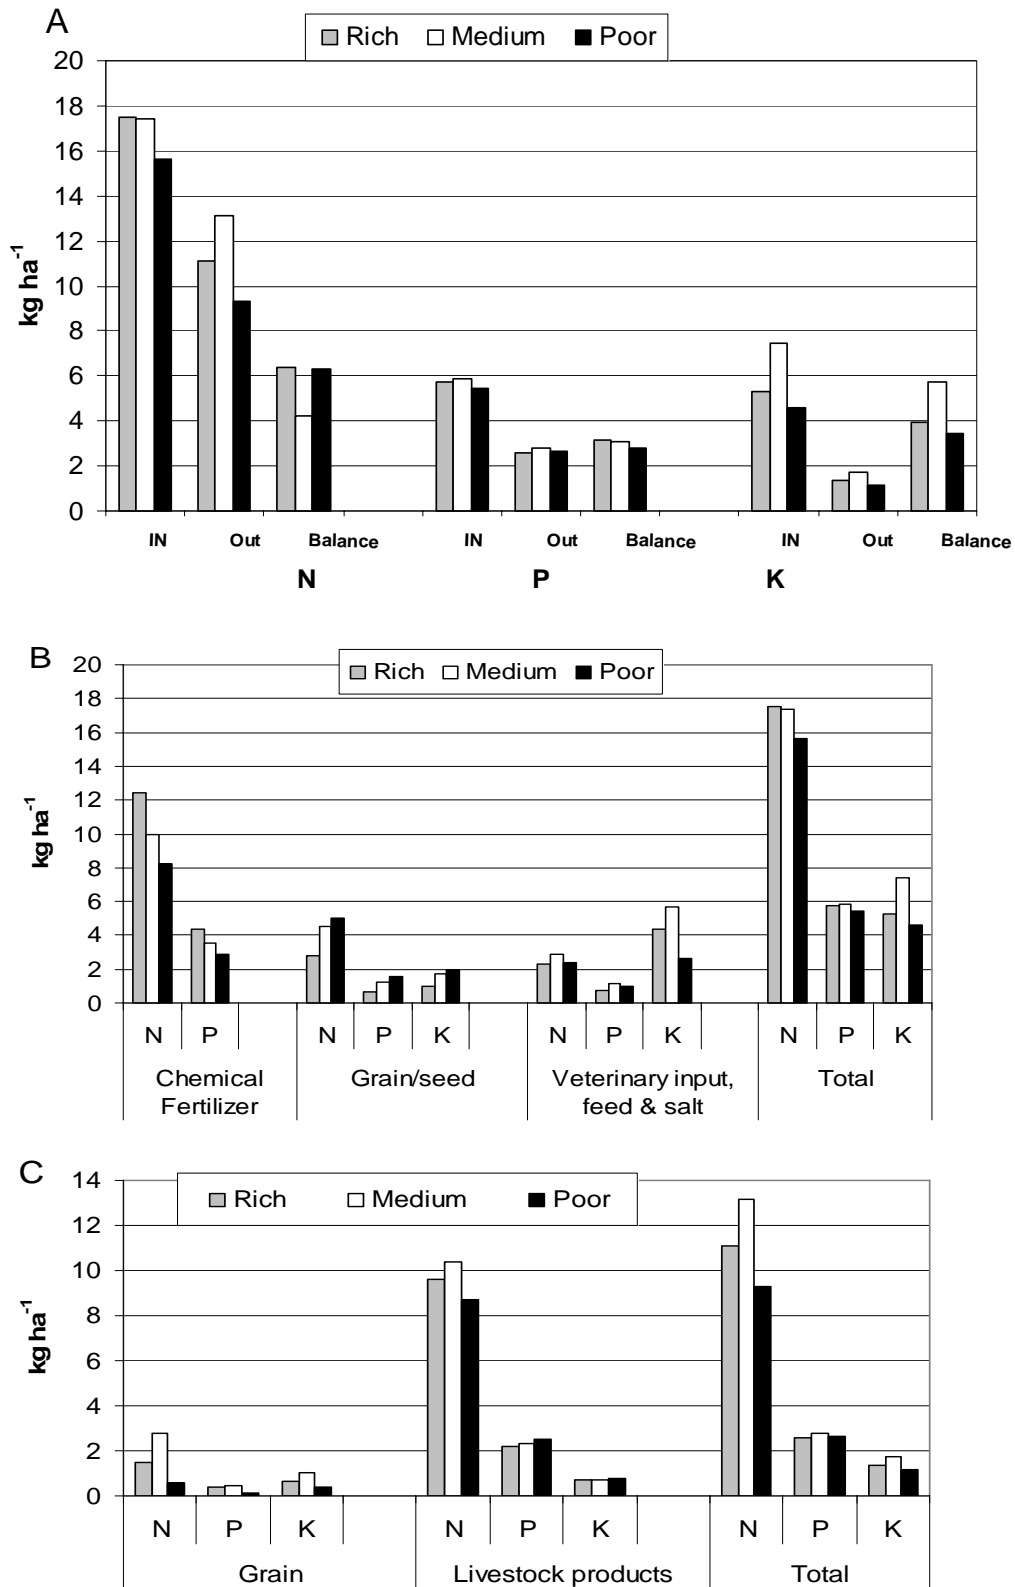 A
Rich Medium Poor
20
18
16
14
12
10
8
6
4
2
0
kg ha-1
IN Out Balance IN Out Balance IN Out Balance
N P K
B
Rich Medium Poor
20
18
16
14
12
10
8
6
4
2
0
kg ha-1
N P N P K N P K N P K
Chemical Fertilizer Grain/seed Veterinary input, feed & salt Total
C
Rich Medium Poor
14
12
10
8
6
4
2
0
kg ha-1
N P K N P K N P K
Grain Livestock products Total